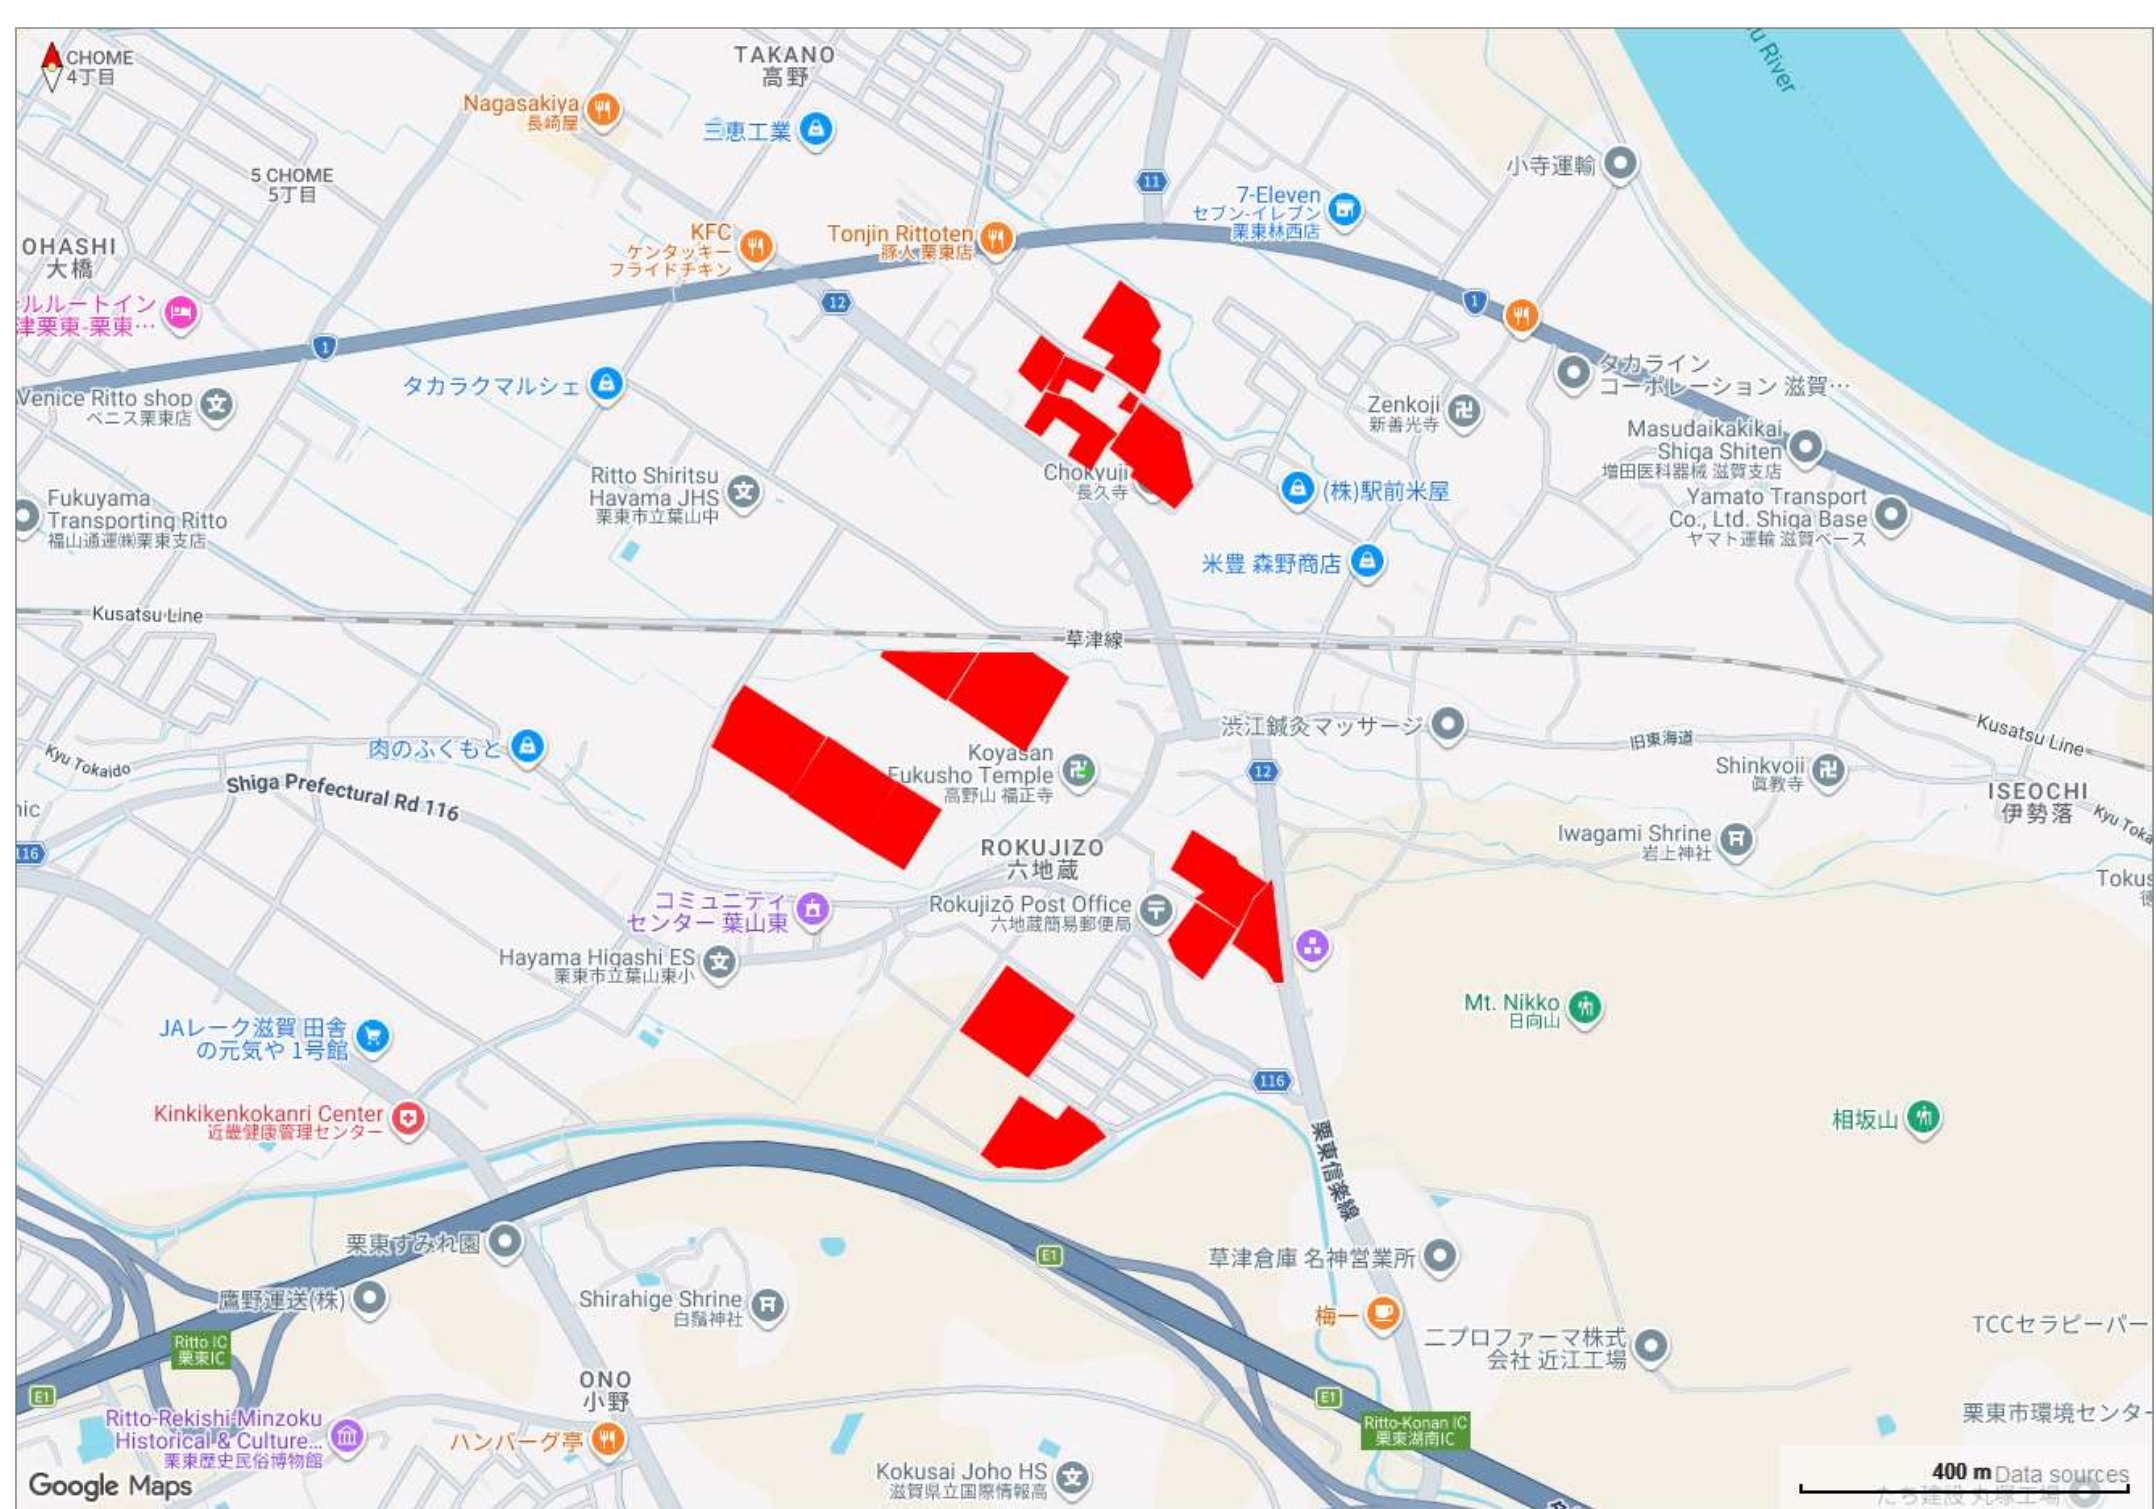 CHOME
4丁目
TAKANO
高野
Nagasakiya
長崎屋
三恵工業
5 CHOME
5丁目
11
7-Eleven
セブン-イレブン
栗東林西店
小寺運輸
OHASHI
大橋
KFC
ケンタッキー
フライドチキン
Tonjin Rittoten
豚人 栗東店
ルルートイン
津栗東-栗東…
12
1
1
タカラクマルシェ
タカライン
コーポレーション 滋賀…
Venice Ritto shop
ベニス栗東店
Zenkoji
新善光寺
Masudaikakikai
Shiga Shiten
増田医科器械 滋賀支店
Ritto Shiritsu
Hayama JHS
栗東市立葉山中
Chokyuji
長久寺
(株)駅前米屋
Yamato Transport
Co., Ltd. Shiga Base
ヤマト運輸 滋賀ベース
Fukuyama
Transporting Ritto
福山通運㈱栗東支店
米豊 森野商店
Kusatsu Line
草津線
渋江鍼灸マッサージ
旧東海道
Kusatsu Line
肉のふくもと
Kyu Tokaido
Shiga Prefectural Rd 116
Koyasan
Fukusho Temple
高野山 福正寺
12
Shinkyoji
眞教寺
ISEOCHI
伊勢落
116
ROKUJIZO
六地蔵
Iwagami Shrine
岩上神社
コミュニティ
センター 葉山東
Rokujizō Post Office
六地蔵簡易郵便局
Hayama Higashi ES
栗東市立葉山東小
Mt. Nikko
日向山
JAレーク滋賀 田舎
の元気や 1号館
116
Kinkikenkokanri Center
近畿健康管理センター
相坂山
栗東信楽線
栗東すみれ園
E1
草津倉庫 名神営業所
鷹野運送(株)
Shirahige Shrine
白鬚神社
梅一
ニプロファーマ株式
会社 近江工場
TCCセラピーパー
Ritto IC
栗東IC
ONO
小野
E1
E1
Ritto-Konan IC
栗東湖南IC
Ritto-Rekishi-Minzoku
Historical & Culture...
栗東歴史民俗博物館
ハンバーグ亭
栗東市環境センタ
Kokusai Joho HS
滋賀県立国際情報高
Google Maps
400 m
Data sources